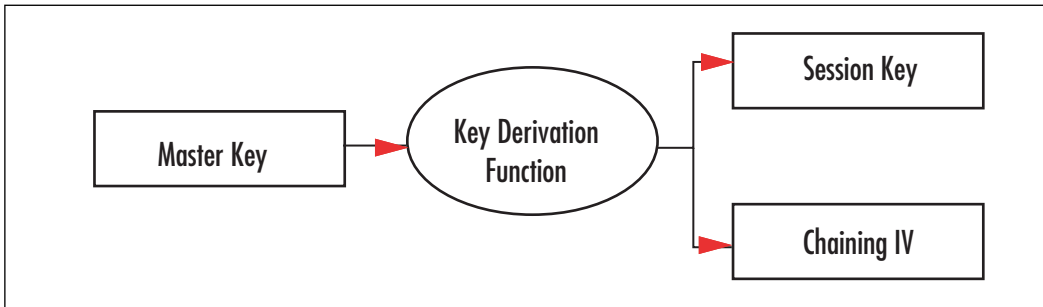 Master Key
Key Derivation
Function
Session Key
Chaining IV